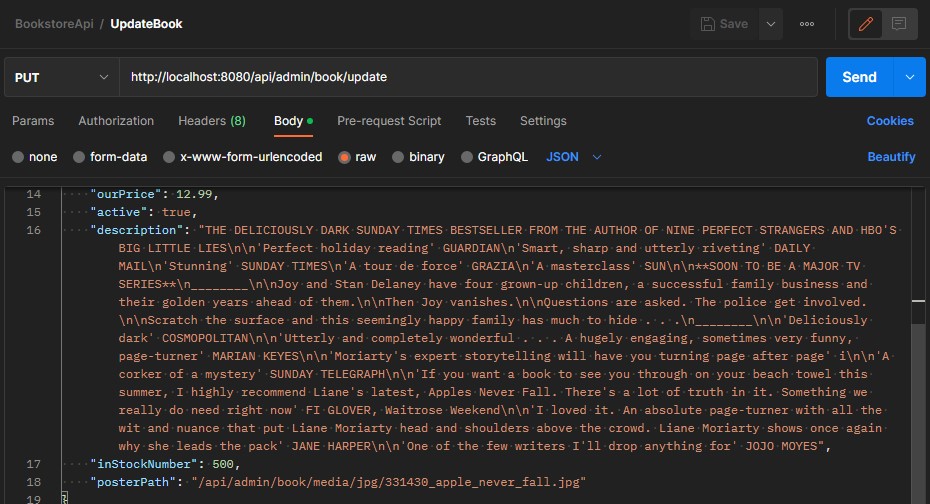 BookstoreApi / UpdateBook
Save
PUT
http://localhost:8080/api/admin/book/update
Send
Params Authorization Headers (8) Body Pre-request Script Tests Settings Cookies
none form-data x-www-form-urlencoded raw binary GraphQL JSON Beautify
14 "ourPrice": 12.99,
15 "active": true,
16 "description": "THE DELICIOUSLY DARK SUNDAY TIMES BESTSELLER FROM THE AUTHOR OF NINE PERFECT STRANGERS AND HBO'S
BIG LITTLE LIES\n\n'Perfect holiday reading' GUARDIAN\n'Smart, sharp and utterly riveting' DAILY
MAIL\n'Stunning' SUNDAY TIMES\n'A tour de force' GRAZIA\n'A masterclass' SUN\n\n**SOON TO BE A MAJOR TV
SERIES**\n________\n\nJoy and Stan Delaney have four grown-up children, a successful family business and
their golden years ahead of them.\n\nThen Joy vanishes.\n\nQuestions are asked. The police get involved.
\n\nScratch the surface and this seemingly happy family has much to hide . . .\n________\n\n'Deliciously
dark' COSMOPOLITAN\n\n'Utterly and completely wonderful . . . A hugely engaging, sometimes very funny,
page-turner' MARIAN KEYES\n\n'Moriarty's expert storytelling will have you turning page after page' i\n\n'A
corker of a mystery' SUNDAY TELEGRAPH\n\n'If you want a book to see you through on your beach towel this
summer, I highly recommend Liane's latest, Apples Never Fall. There's a lot of truth in it. Something we
really do need right now' FI GLOVER, Waitrose Weekend\n\n'I loved it. An absolute page-turner with all the
wit and nuance that put Liane Moriarty head and shoulders above the crowd. Liane Moriarty shows once again
why she leads the pack' JANE HARPER\n\n'One of the few writers I'll drop anything for' JOJO MOYES",
17 "inStockNumber": 500,
18 "posterPath": "/api/admin/book/media/jpg/331430_apple_never_fall.jpg"
19 }